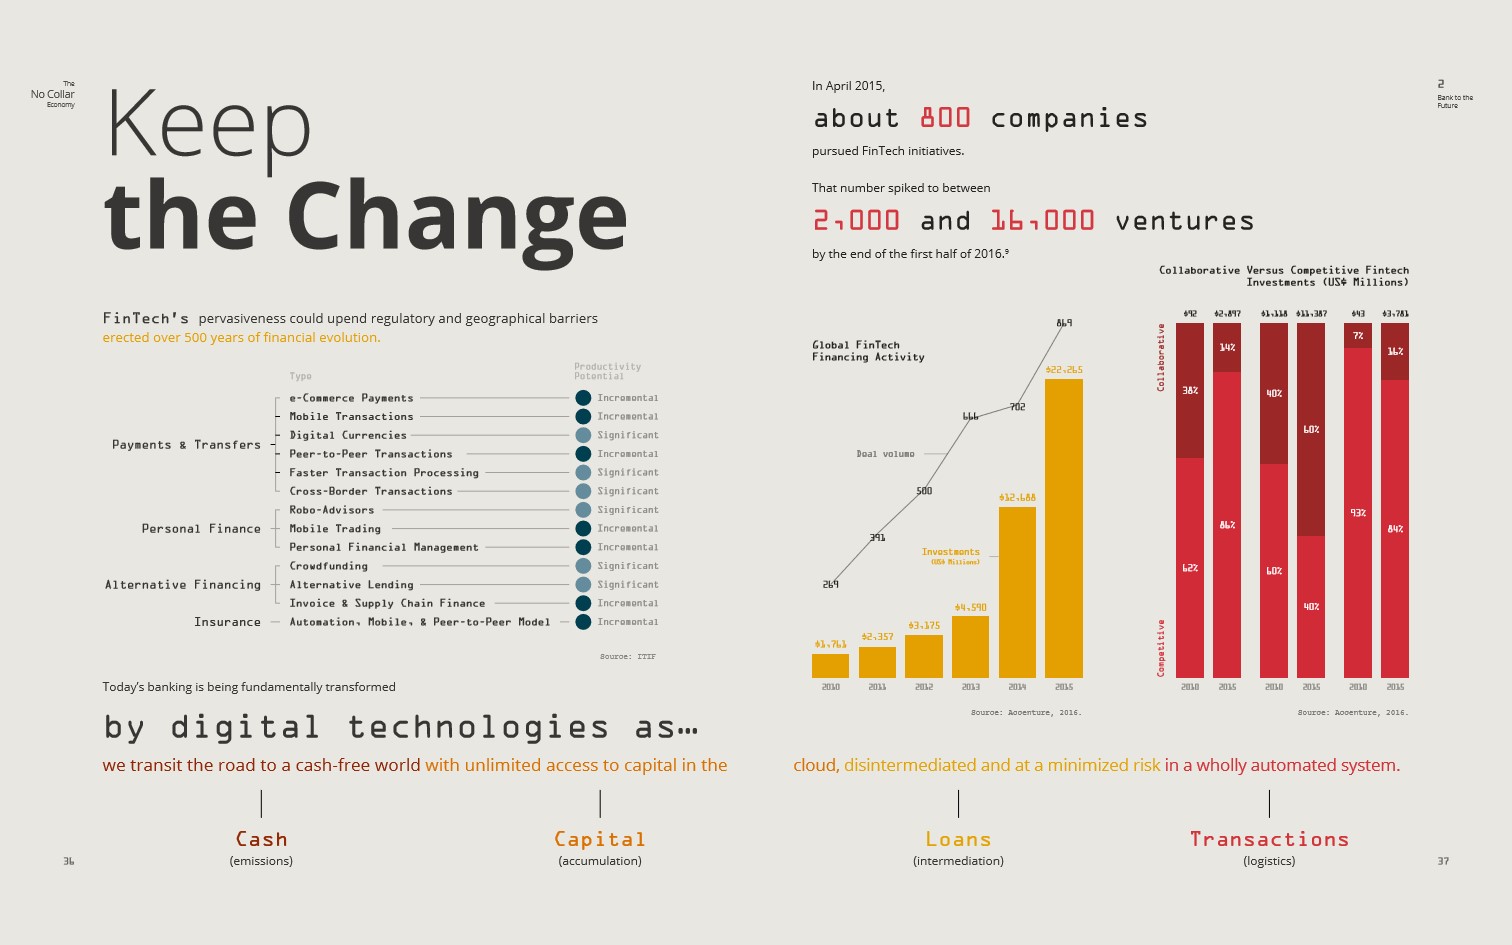 The
No Collar
Economy
Keep
the Change
FinTech's pervasiveness could upend regulatory and geographical barriers
erected over 500 years of financial evolution.
Type
Productivity
Potential
Payments & Transfers
e-Commerce Payments Incremental
Mobile Transactions Incremental
Digital Currencies Significant
Peer-to-Peer Transactions Incremental
Faster Transaction Processing Significant
Cross-Border Transactions Significant
Personal Finance
Robo-Advisors Significant
Mobile Trading Incremental
Personal Financial Management Incremental
Alternative Financing
Crowdfunding Significant
Alternative Lending Significant
Invoice & Supply Chain Finance Incremental
Insurance
Automation, Mobile, & Peer-to-Peer Model Incremental
Source: ITIF
Today's banking is being fundamentally transformed
by digital technologies as…
we transit the road to a cash-free world with unlimited access to capital in the
Cash
(emissions)
Capital
(accumulation)
36
2
Bank to the
Future
In April 2015,
about 800 companies
pursued FinTech initiatives.
That number spiked to between
2,000 and 16,000 ventures
by the end of the first half of 2016.⁹
Global FinTech
Financing Activity
Deal volume
269
391
500
666
702
869
Investments
(US$ Millions)
$1,761
$2,357
$3,175
$4,590
$12,688
$22,265
2010 2011 2012 2013 2014 2015
Source: Accenture, 2016.
Collaborative Versus Competitive Fintech
Investments (US$ Millions)
$92 $2,897 $1,118 $11,387 $43 $3,781
Collaborative
38% 14% 40% 60% 7% 16%
Competitive
62% 86% 60% 40% 93% 84%
2010 2015 2010 2015 2010 2015
Source: Accenture, 2016.
cloud, disintermediated and at a minimized risk in a wholly automated system.
Loans
(intermediation)
Transactions
(logistics)
37